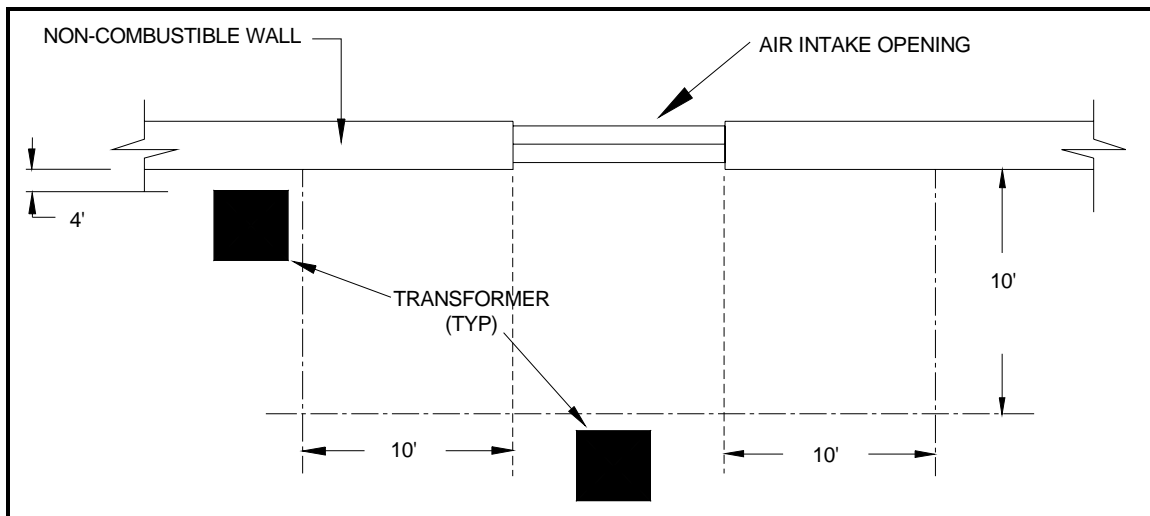 NON-COMBUSTIBLE WALL
AIR INTAKE OPENING
4'
TRANSFORMER
(TYP)
10'
10'
10'